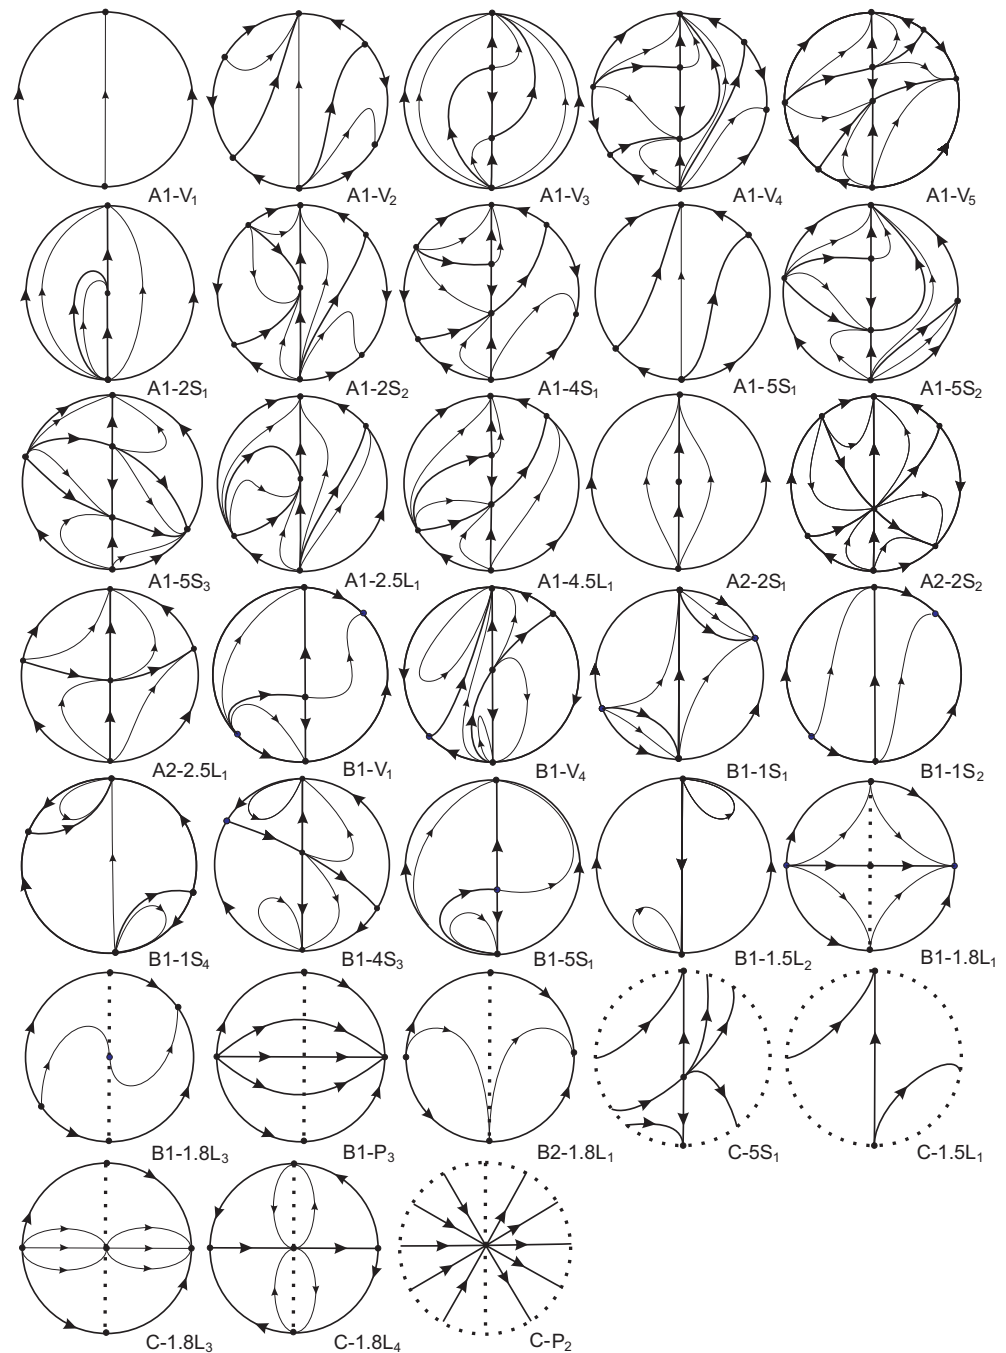 A1-V₁ A1-V₂ A1-V₃ A1-V₄ A1-V₅
A1-2S₁ A1-2S₂ A1-4S₁ A1-5S₁ A1-5S₂
A1-5S₃ A1-2.5L₁ A1-4.5L₁ A2-2S₁ A2-2S₂
A2-2.5L₁ B1-V₁ B1-V₄ B1-1S₁ B1-1S₂
B1-1S₄ B1-4S₃ B1-5S₁ B1-1.5L₂ B1-1.8L₁
B1-1.8L₃ B1-P₃ B2-1.8L₁ C-5S₁ C-1.5L₁
C-1.8L₃ C-1.8L₄ C-P₂